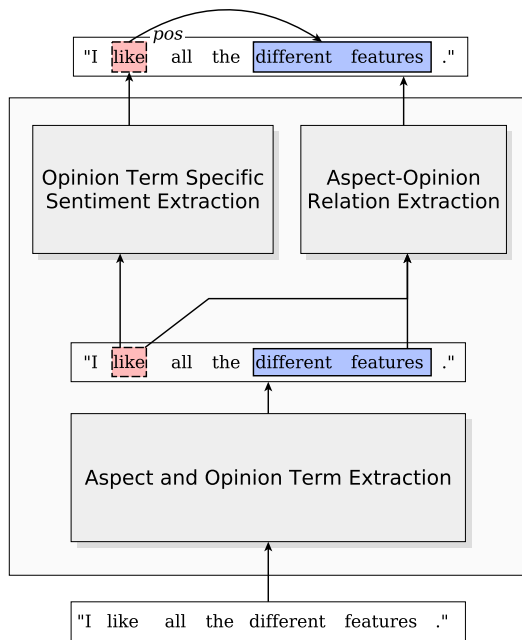 pos
"I like all the different features ."
Opinion Term Specific
Sentiment Extraction
Aspect-Opinion
Relation Extraction
"I like all the different features ."
Aspect and Opinion Term Extraction
"I like all the different features ."